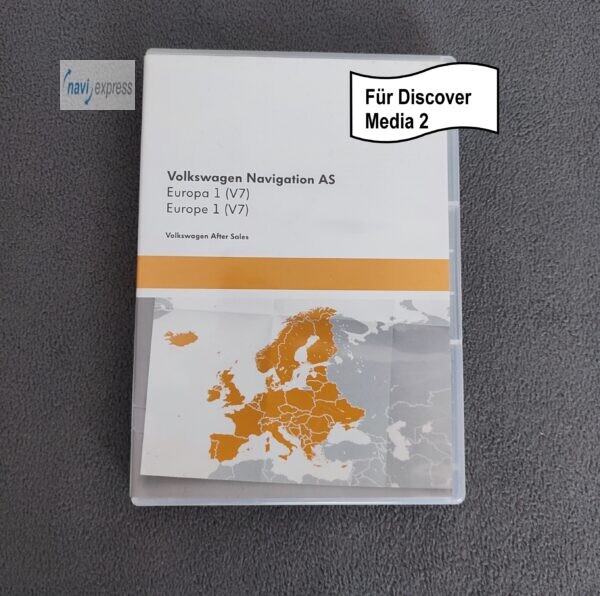 navi express
Für Discover
Media 2
Volkswagen Navigation AS
Europa 1 (V7)
Europe 1 (V7)
Volkswagen After Sales